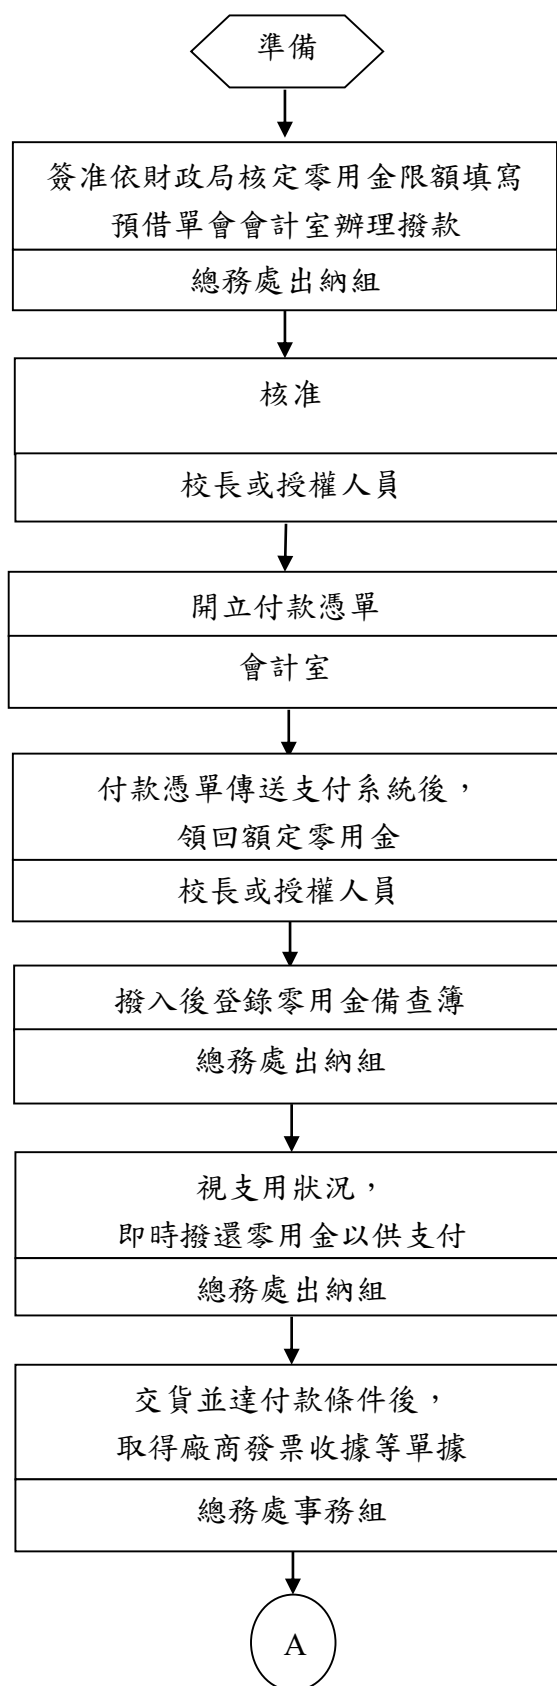 準備
簽准依財政局核定零用金限額填寫
預借單會會計室辦理撥款
總務處出納組
核准
校長或授權人員
開立付款憑單
會計室
付款憑單傳送支付系統後，
領回額定零用金
校長或授權人員
撥入後登錄零用金備查簿
總務處出納組
視支用狀況，
即時撥還零用金以供支付
總務處出納組
交貨並達付款條件後，
取得廠商發票收據等單據
總務處事務組
A